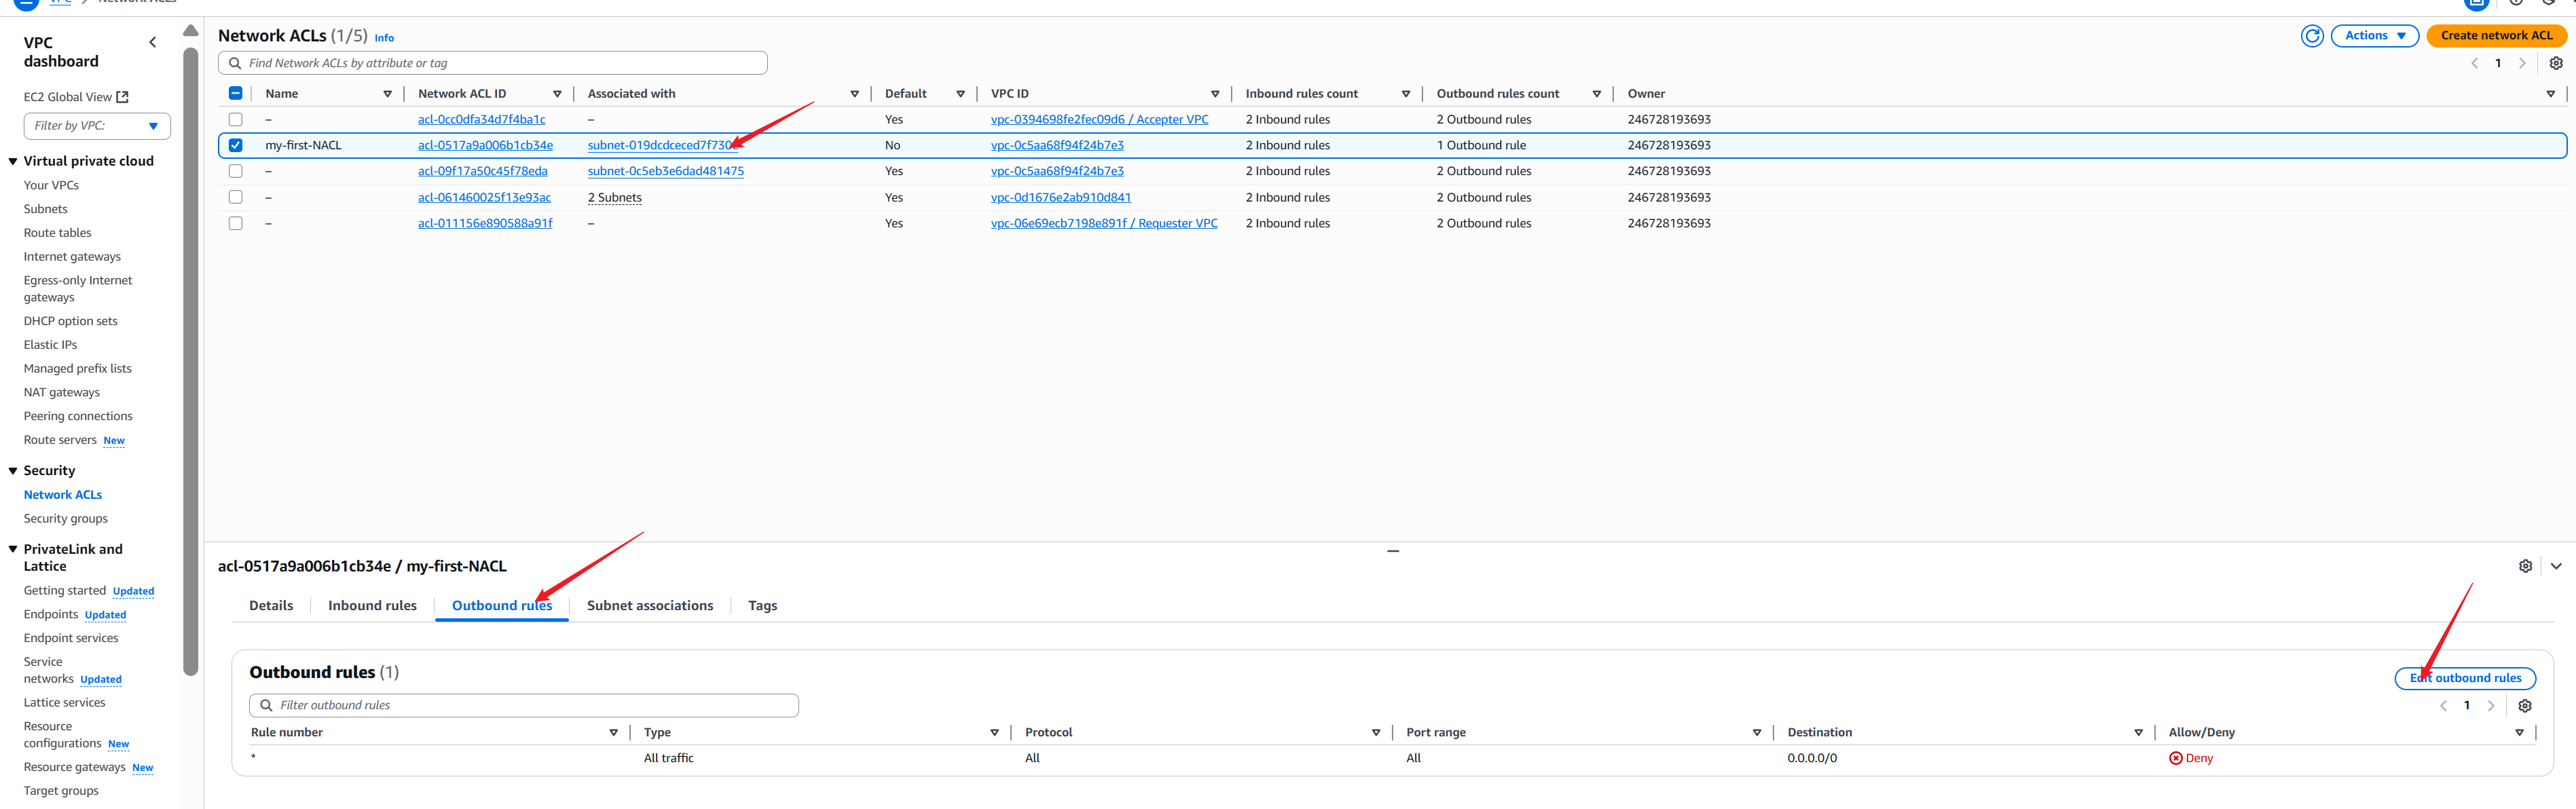 VPC > Network ACLs
VPC dashboard
EC2 Global View
Filter by VPC:
Virtual private cloud
Your VPCs
Subnets
Route tables
Internet gateways
Egress-only Internet
gateways
DHCP option sets
Elastic IPs
Managed prefix lists
NAT gateways
Peering connections
Route servers New
Security
Network ACLs
Security groups
PrivateLink and
Lattice
Getting started Updated
Endpoints Updated
Endpoint services
Service
networks Updated
Lattice services
Resource
configurations New
Resource gateways New
Target groups
Network ACLs (1/5) Info
Actions
Create network ACL
Find Network ACLs by attribute or tag
1
Name Network ACL ID Associated with Default VPC ID Inbound rules count Outbound rules count Owner
– acl-0cc0dfa34d7f4ba1c – Yes vpc-0394698fe2fec09d6 / Accepter VPC 2 Inbound rules 2 Outbound rules 246728193693
my-first-NACL acl-0517a9a006b1cb34e No vpc-0c5aa68f94f24b7e3 2 Inbound rules 1 Outbound rule 246728193693
– acl-09f17a50c45f78eda subnet-0c5eb3e6dad481475 Yes vpc-0c5aa68f94f24b7e3 2 Inbound rules 2 Outbound rules 246728193693
– acl-061460025f13e93ac 2 Subnets Yes vpc-0d1676e2ab910d841 2 Inbound rules 2 Outbound rules 246728193693
– acl-011156e890588a91f – Yes vpc-06e69ecb7198e891f / Requester VPC 2 Inbound rules 2 Outbound rules 246728193693
acl-0517a9a006b1cb34e / my-first-NACL
Details Inbound rules Outbound rules Subnet associations Tags
Outbound rules (1)
Edit outbound rules
Filter outbound rules
1
Rule number Type Protocol Port range Destination Allow/Deny
* All traffic All All 0.0.0.0/0 Deny